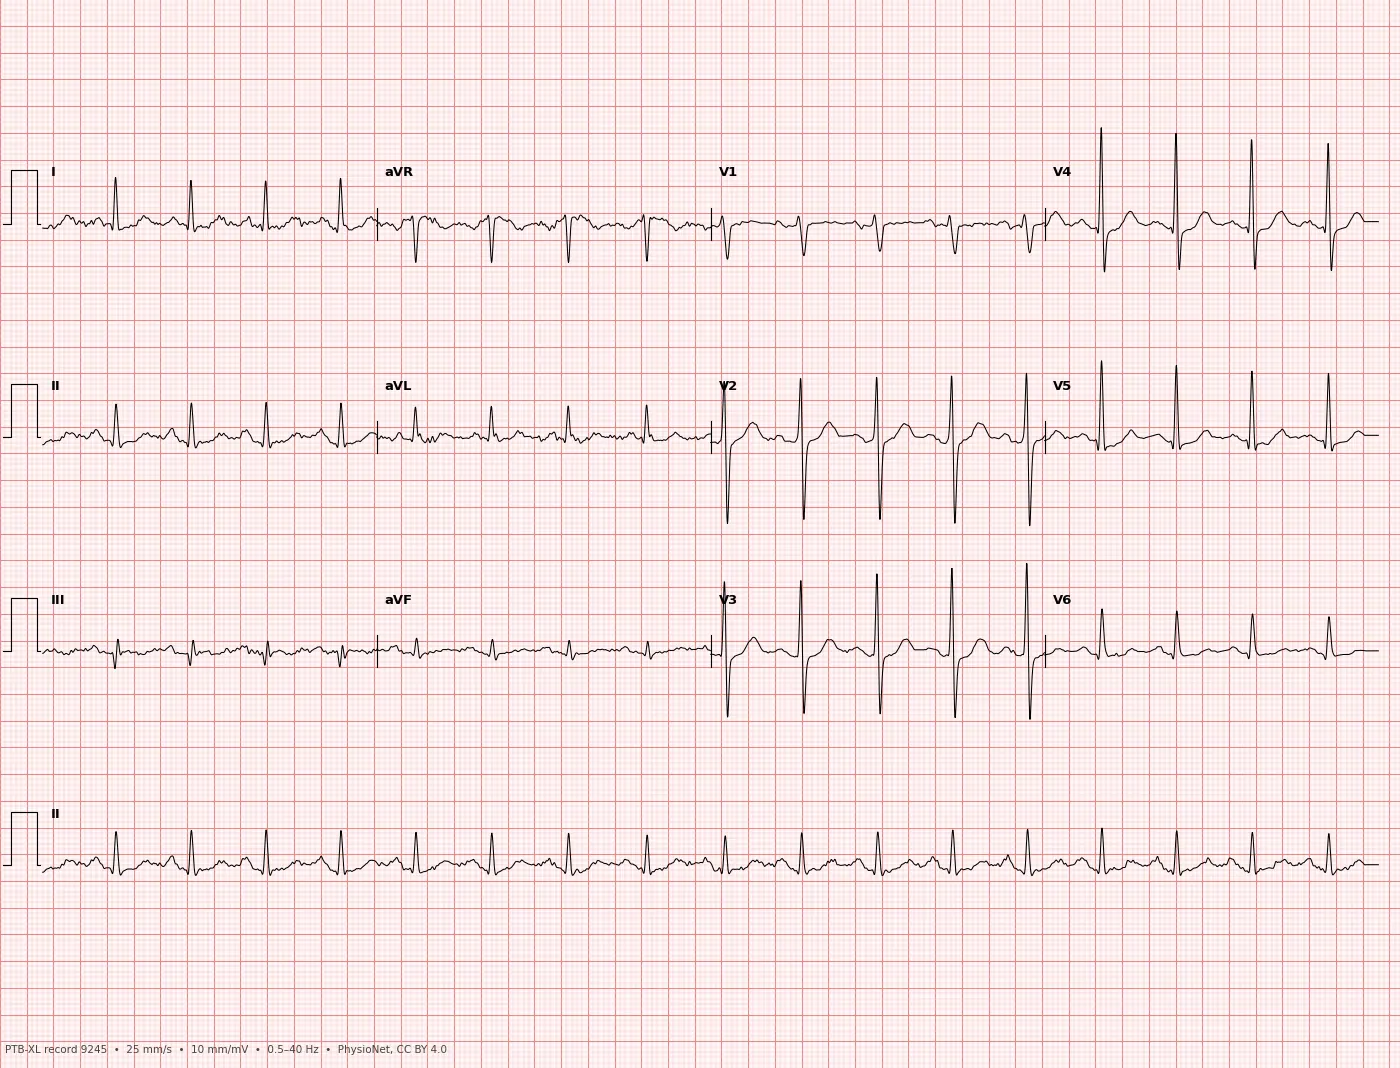 I aVR V1 V4
II aVL V2 V5
III aVF V3 V6
II
PTB-XL record 9245 • 25 mm/s • 10 mm/mV • 0.5–40 Hz • PhysioNet, CC BY 4.0